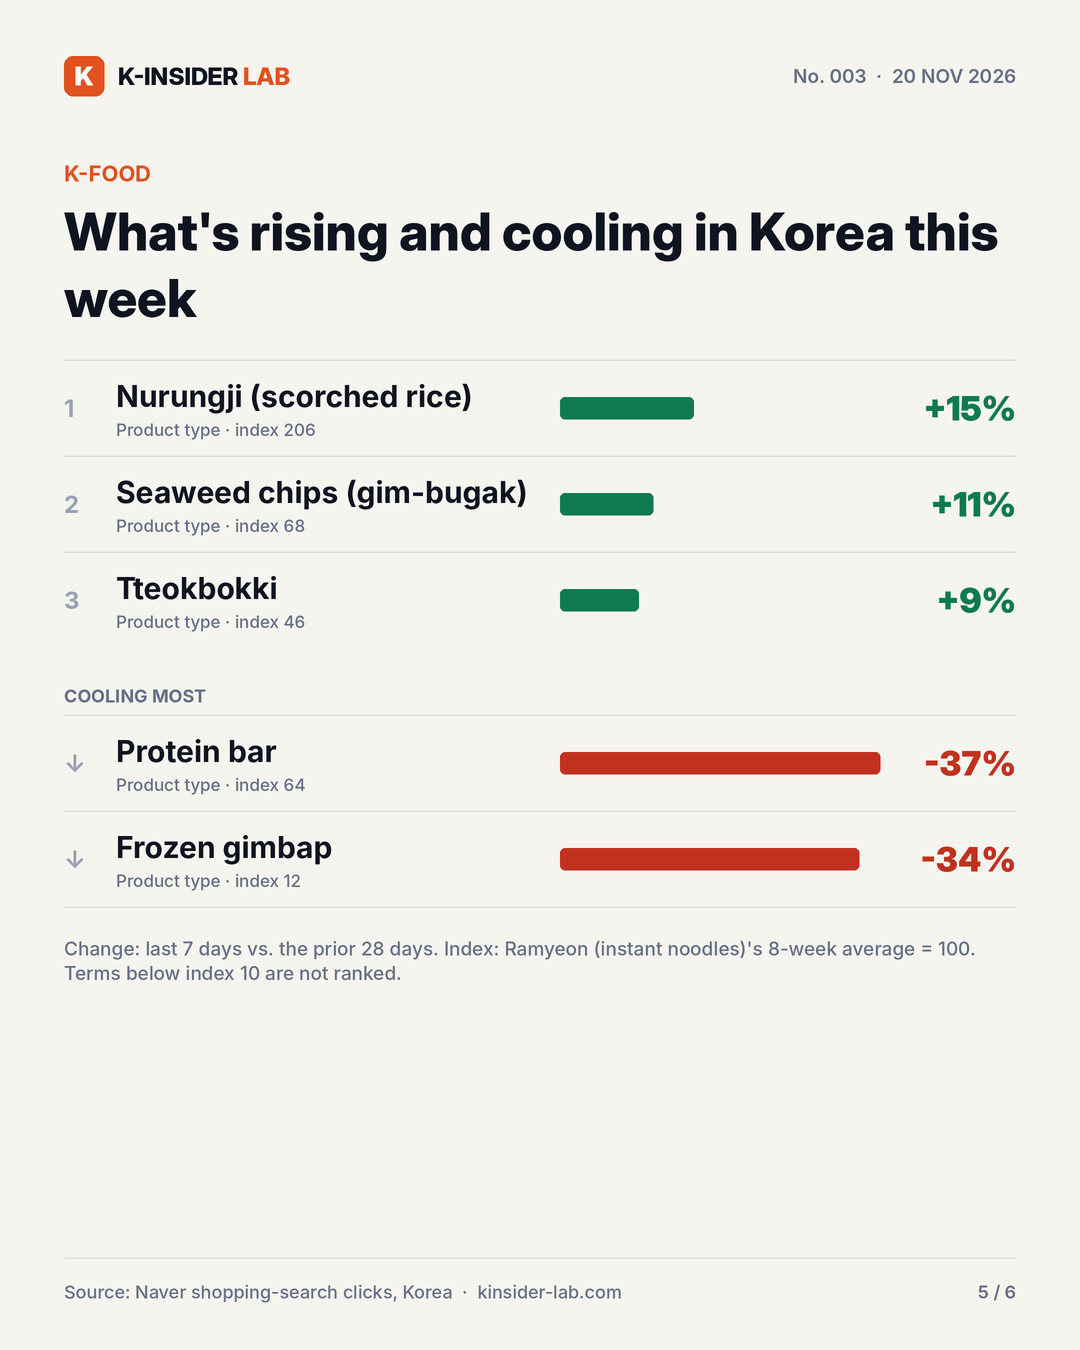 K K-INSIDER LAB
No. 003 · 20 NOV 2026
K-FOOD
What's rising and cooling in Korea this
week
1 Nurungji (scorched rice) +15%
Product type · index 206
2 Seaweed chips (gim-bugak) +11%
Product type · index 68
3 Tteokbokki +9%
Product type · index 46
COOLING MOST
↓ Protein bar -37%
Product type · index 64
↓ Frozen gimbap -34%
Product type · index 12
Change: last 7 days vs. the prior 28 days. Index: Ramyeon (instant noodles)'s 8-week average = 100.
Terms below index 10 are not ranked.
Source: Naver shopping-search clicks, Korea · kinsider-lab.com
5 / 6